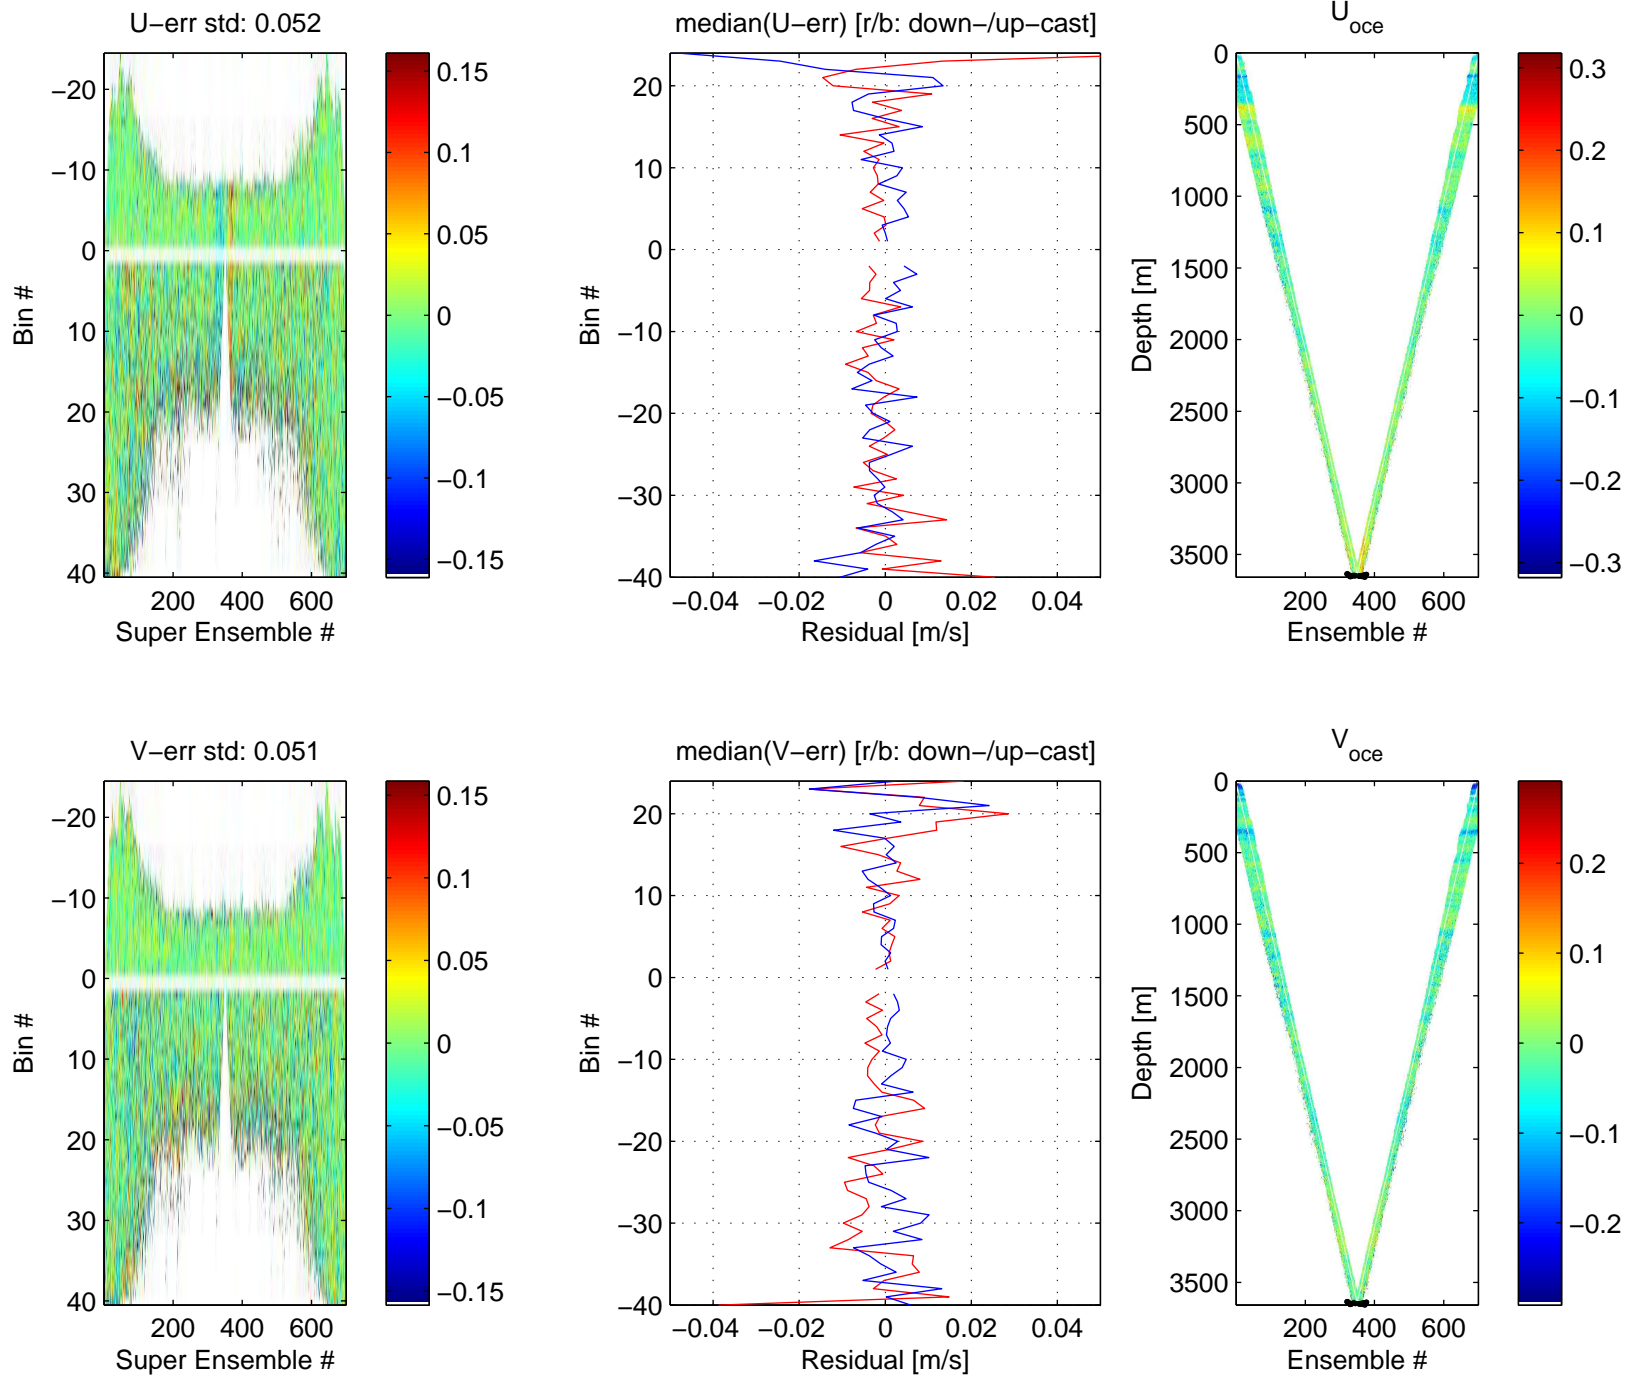 U−err std: 0.052
−20
−10
0
10
20
30
40
Bin #
200 400 600
Super Ensemble #
0.15
0.1
0.05
0
−0.05
−0.1
−0.15
median(U−err) [r/b: down−/up−cast]
20
10
0
−10
−20
−30
−40
Bin #
−0.04 −0.02 0 0.02 0.04
Residual [m/s]
U oce
0
500
1000
1500
2000
2500
3000
3500
Depth [m]
200 400 600
Ensemble #
0.3
0.2
0.1
0
−0.1
−0.2
−0.3
V−err std: 0.051
−20
−10
0
10
20
30
40
Bin #
200 400 600
Super Ensemble #
0.15
0.1
0.05
0
−0.05
−0.1
−0.15
median(V−err) [r/b: down−/up−cast]
20
10
0
−10
−20
−30
−40
Bin #
−0.04 −0.02 0 0.02 0.04
Residual [m/s]
V oce
0
500
1000
1500
2000
2500
3000
3500
Depth [m]
200 400 600
Ensemble #
0.2
0.1
0
−0.1
−0.2